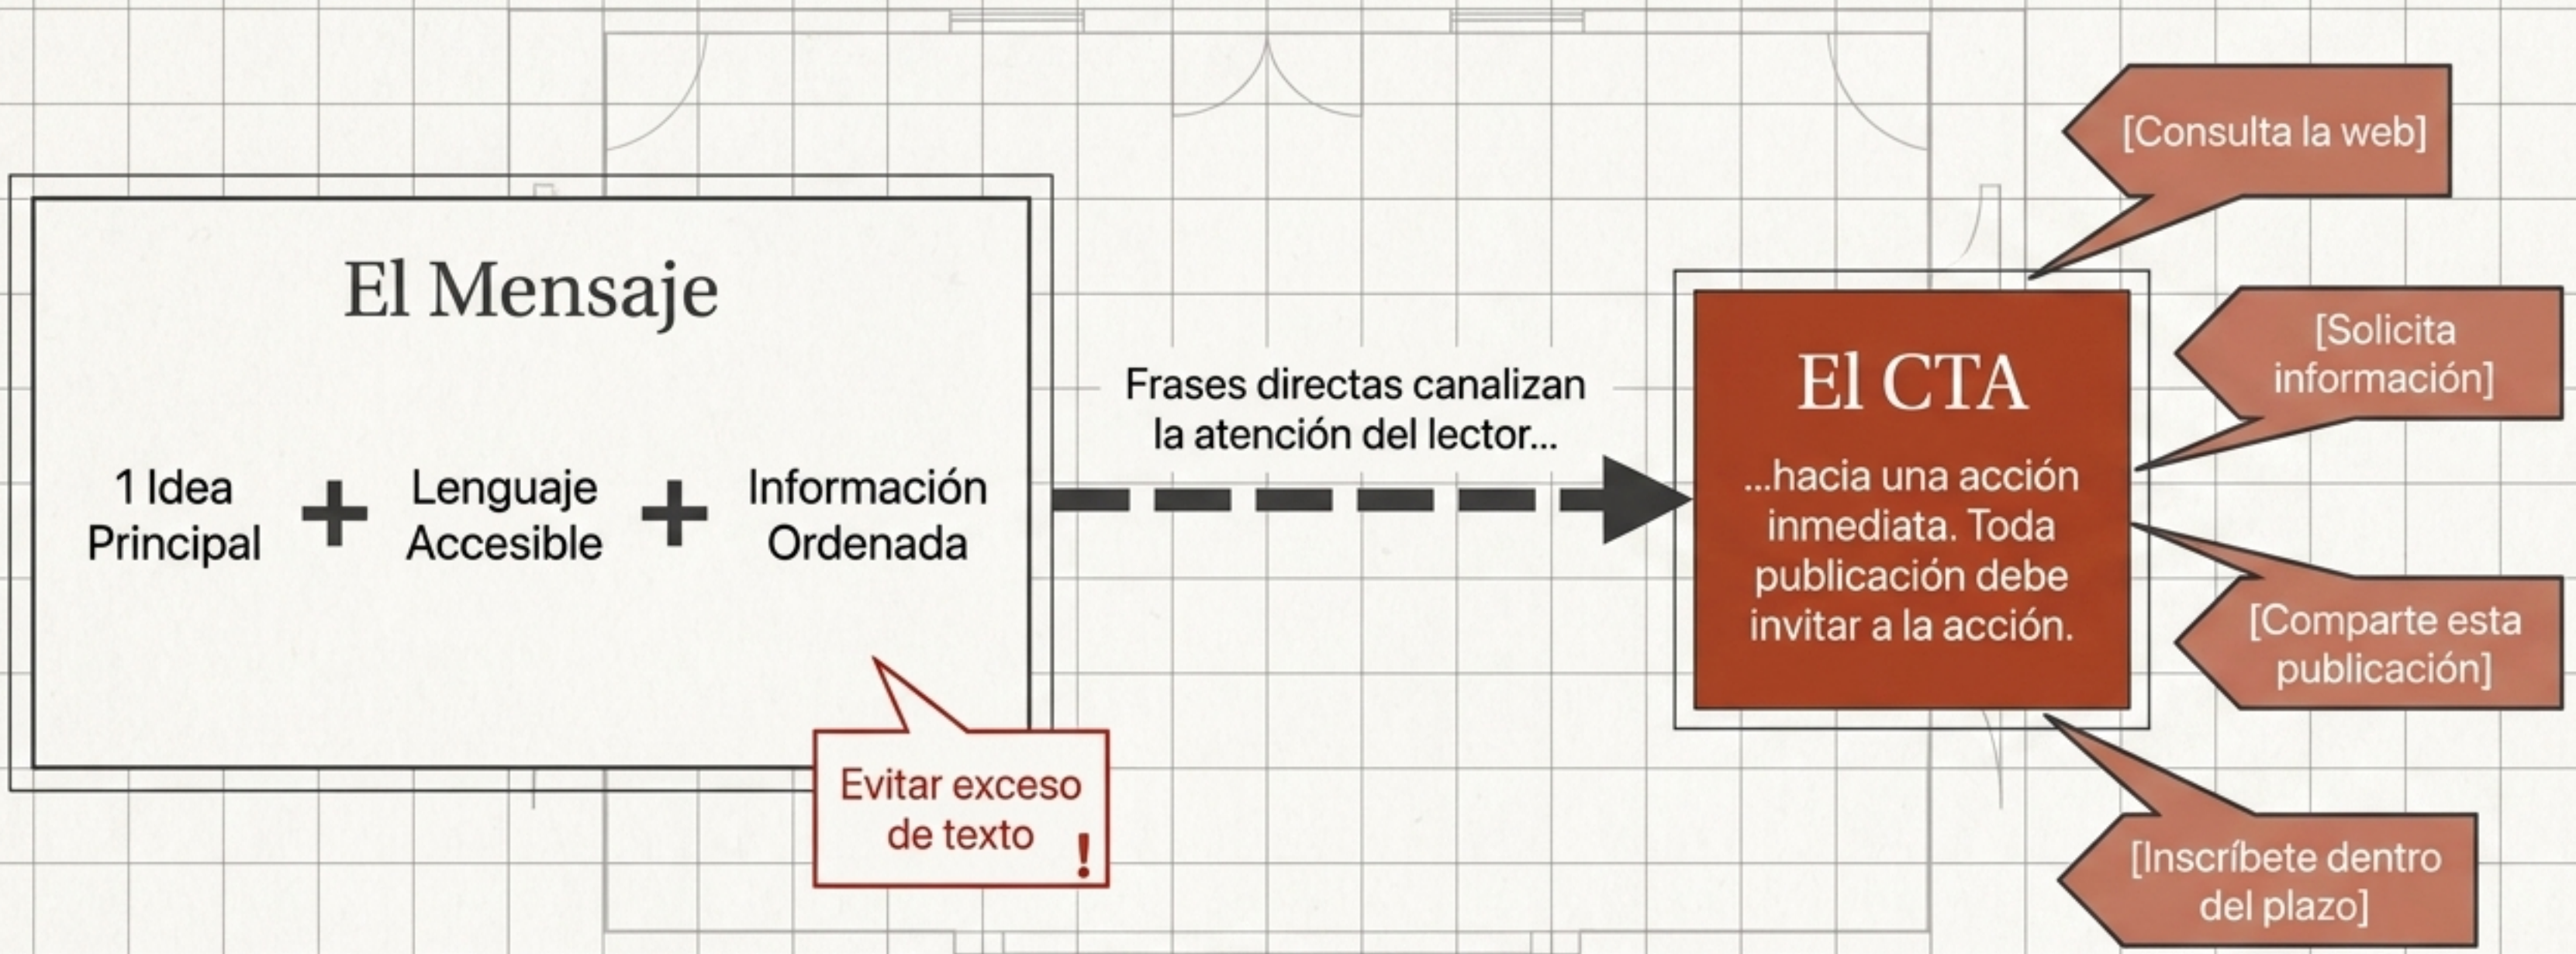 El Mensaje
1 Idea
Principal
+
Lenguaje
Accesible
+
Información
Ordenada
Evitar exceso
de texto
!
Frases directas canalizan
la atención del lector...
El CTA
...hacia una acción
inmediata. Toda
publicación debe
invitar a la acción.
[Consulta la web]
[Solicita
información]
[Comparte esta
publicación]
[Inscríbete dentro
del plazo]